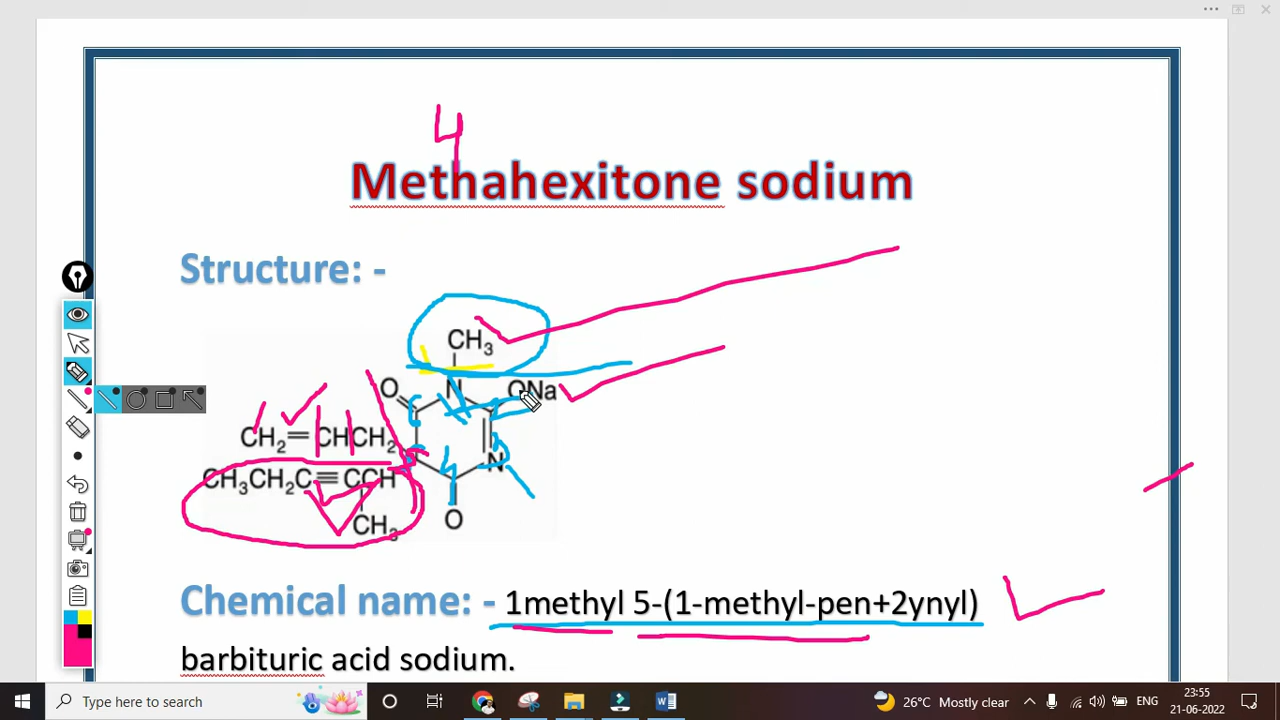 4
Methahexitone sodium
Structure: -
CH3
O
N
ONa
CH2=CHCH2
N
CH3CH2C≡CCH
CH3
O
Chemical name: - 1methyl 5-(1-methyl-pen+2ynyl)
barbituric acid sodium.
Type here to search
26°C Mostly clear
ENG
23:55
21-06-2022